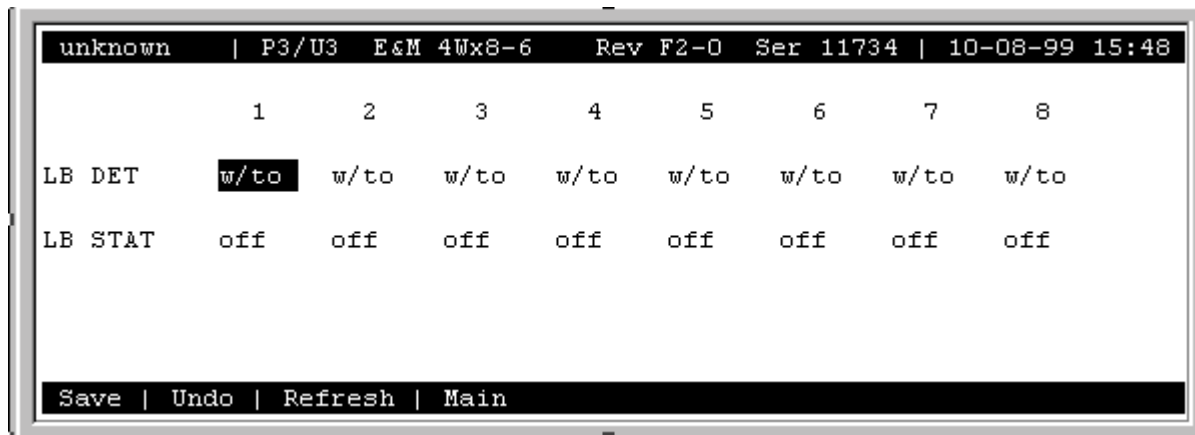 unknown | P3/U3 E&M 4Wx8-6 Rev F2-0 Ser 11734 | 10-08-99 15:48
1 2 3 4 5 6 7 8
LB DET w/to w/to w/to w/to w/to w/to w/to w/to
LB STAT off off off off off off off off
Save | Undo | Refresh | Main